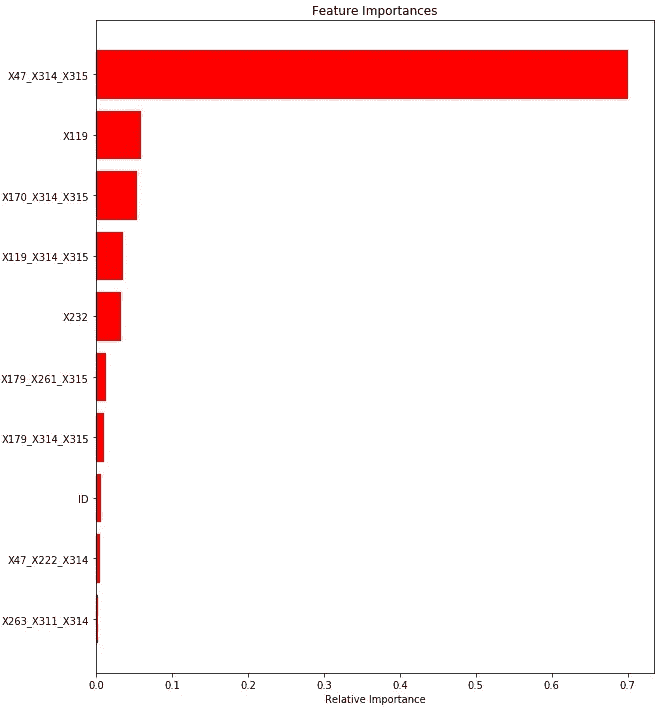 Feature Importances
X47_X314_X315
X119
X170_X314_X315
X119_X314_X315
X232
X179_X261_X315
X179_X314_X315
ID
X47_X222_X314
X263_X311_X314
0.0 0.1 0.2 0.3 0.4 0.5 0.6 0.7
Relative Importance